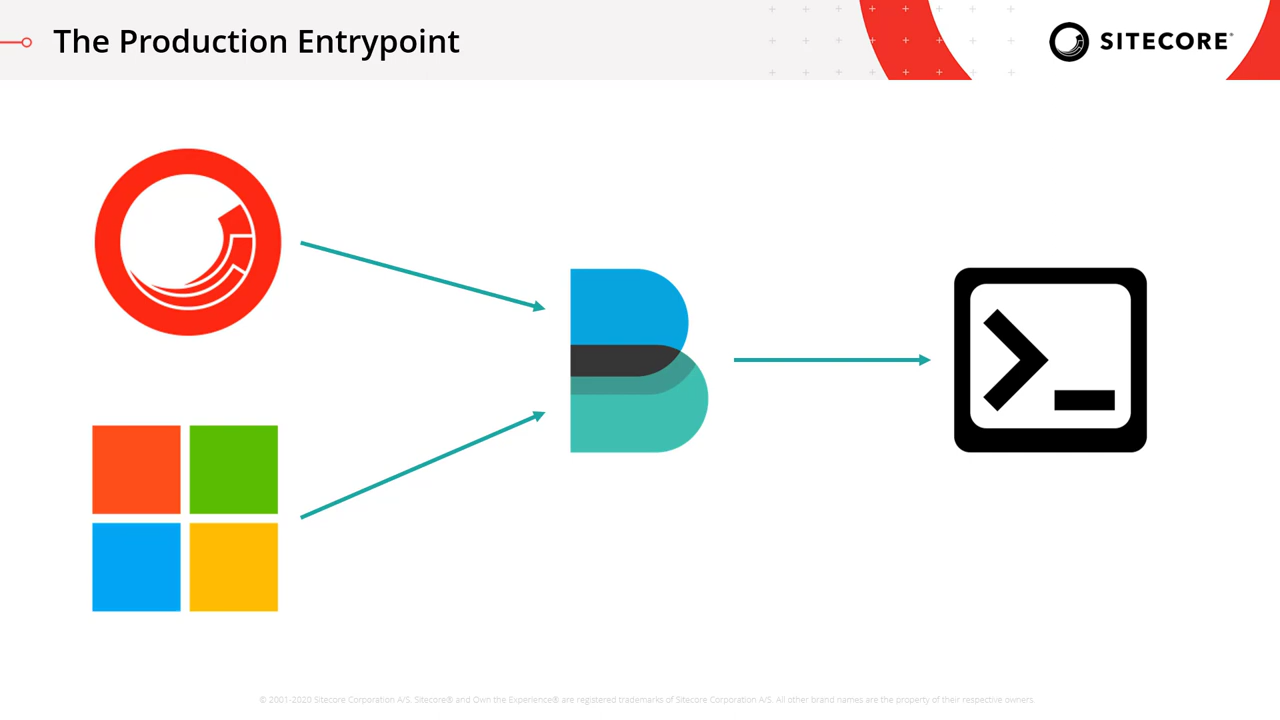 The Production Entrypoint
SITECORE®
© 2001-2020 Sitecore Corporation A/S. Sitecore® and Own the Experience® are registered trademarks of Sitecore Corporation A/S. All other brand names are the property of their respective owners.